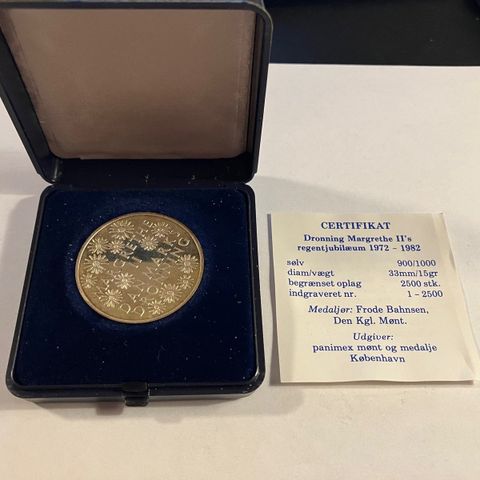 CERTIFIKAT
Dronning Margrethe II's
regentjubilæum 1972 - 1982
sølv 900/1000
diam/vægt 33mm/15gr
begrænset oplag 2500 stk.
indgraveret nr. 1 - 2500
Medaljør: Frode Bahnsen,
Den Kgl. Mønt.
Udgiver:
panimex mønt og medalje
København